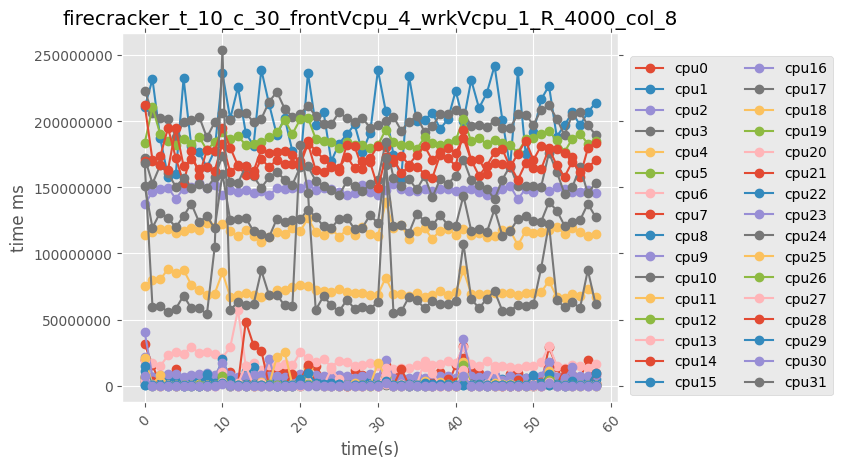 firecracker_t_10_c_30_frontVcpu_4_wrkVcpu_1_R_4000_col_8
time ms
250000000
200000000
150000000
100000000
50000000
0
0
10
20
30
40
50
60
time(s)
cpu0
cpu1
cpu2
cpu3
cpu4
cpu5
cpu6
cpu7
cpu8
cpu9
cpu10
cpu11
cpu12
cpu13
cpu14
cpu15
cpu16
cpu17
cpu18
cpu19
cpu20
cpu21
cpu22
cpu23
cpu24
cpu25
cpu26
cpu27
cpu28
cpu29
cpu30
cpu31